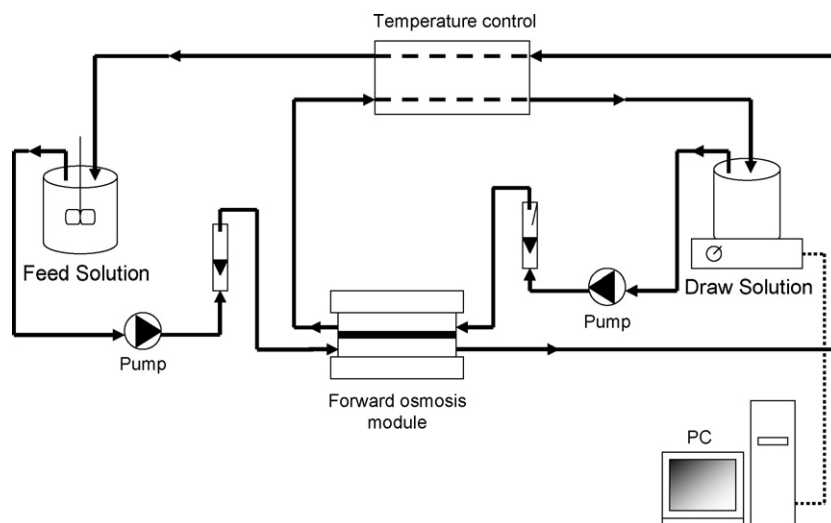 Temperature control
Feed Solution
Draw Solution
Pump
Pump
Forward osmosis
module
PC